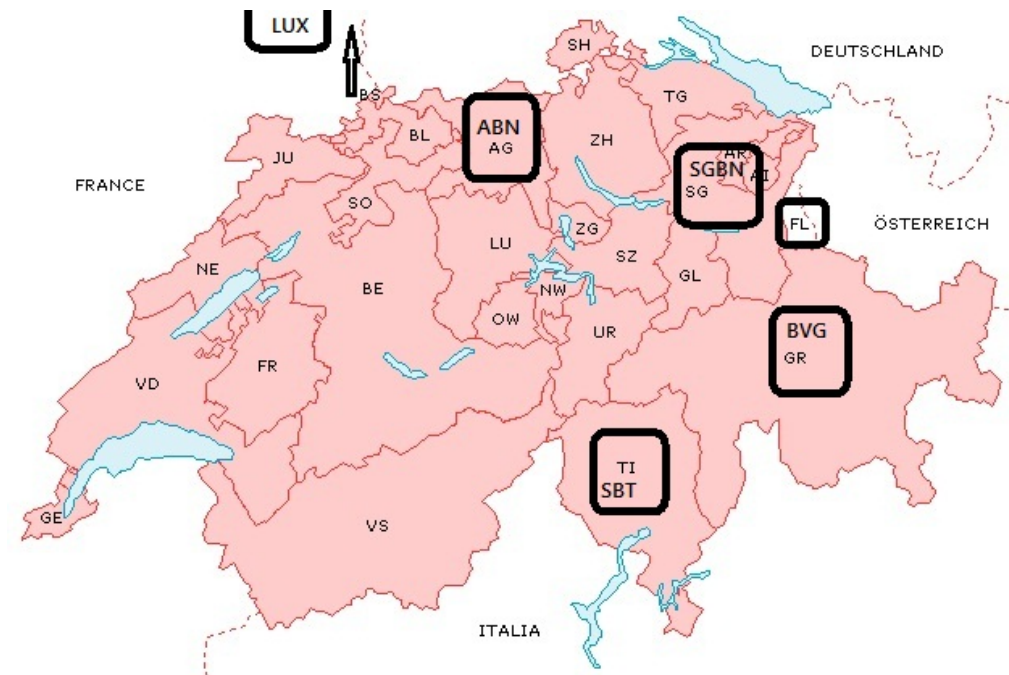 LUX
SH
DEUTSCHLAND
BS
TG
ABN
BL
AG
ZH
AR
JU
SGBN
AI
FRANCE
SG
SO
FL
ÖSTERREICH
ZG
LU
SZ
NE
GL
BE
NW
OW
UR
BVG
GR
FR
VD
TI
SBT
GE
VS
ITALIA